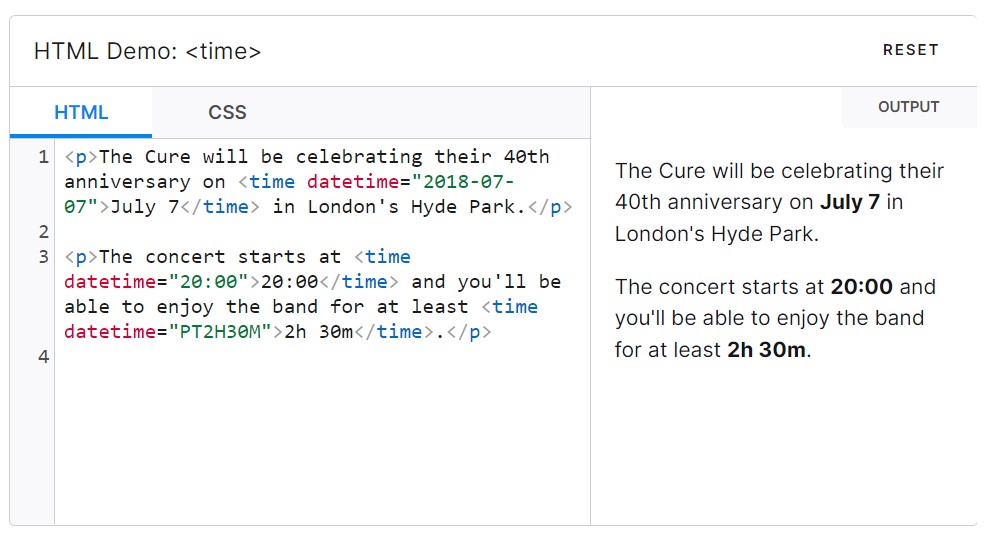 HTML Demo: <time>
RESET
HTML
CSS
1 <p>The Cure will be celebrating their 40th
anniversary on <time datetime="2018-07-
07">July 7</time> in London's Hyde Park.</p>
2
3 <p>The concert starts at <time
datetime="20:00">20:00</time> and you'll be
able to enjoy the band for at least <time
datetime="PT2H30M">2h 30m</time>.</p>
4
OUTPUT
The Cure will be celebrating their
40th anniversary on July 7 in
London's Hyde Park.
The concert starts at 20:00 and
you'll be able to enjoy the band
for at least 2h 30m.